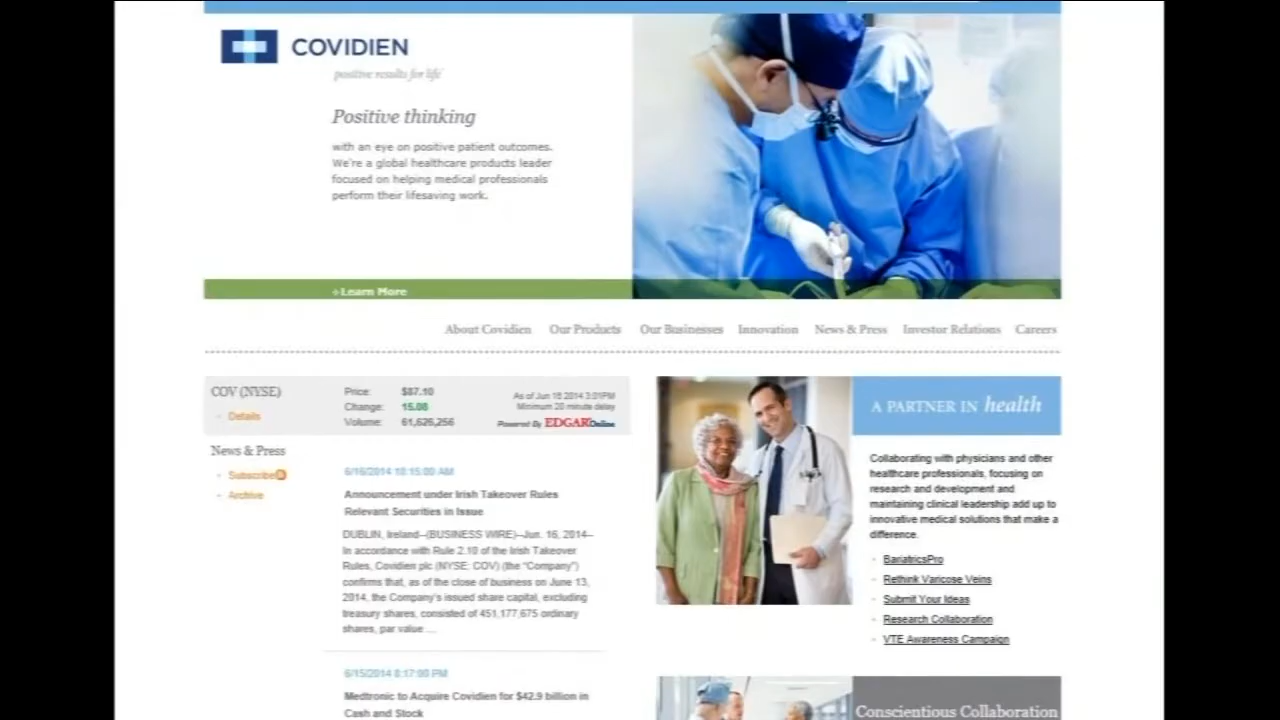 COVIDIEN
positive results for life
Positive thinking
with an eye on positive patient outcomes.
We're a global healthcare products leader
focused on helping medical professionals
perform their lifesaving work.
Learn More
About Covidien Our Products Our Businesses Innovation News & Press Investor Relations Careers
COV (NYSE)
Details
Price: $87.10
Change: 15.08
Volume: 61,626,256
As of Jun 16 2014 3:01PM
Minimum 20 minute delay
Powered By EDGAROnline
News & Press
Subscribe
Archive
6/16/2014 10:15:00 AM
Announcement under Irish Takeover Rules
Relevant Securities in Issue
DUBLIN, Ireland--(BUSINESS WIRE)--Jun. 16, 2014--
In accordance with Rule 2.10 of the Irish Takeover
Rules, Covidien plc (NYSE: COV) (the "Company")
confirms that, as of the close of business on June 13,
2014, the Company's issued share capital, excluding
treasury shares, consisted of 451,177,675 ordinary
shares, par value ...
6/15/2014 8:17:00 PM
Medtronic to Acquire Covidien for $42.9 billion in
Cash and Stock
A PARTNER IN health
Collaborating with physicians and other
healthcare professionals, focusing on
research and development and
maintaining clinical leadership add up to
innovative medical solutions that make a
difference.
BariatricsPro
Rethink Varicose Veins
Submit Your Ideas
Research Collaboration
VTE Awareness Campaign
Conscientious Collaboration